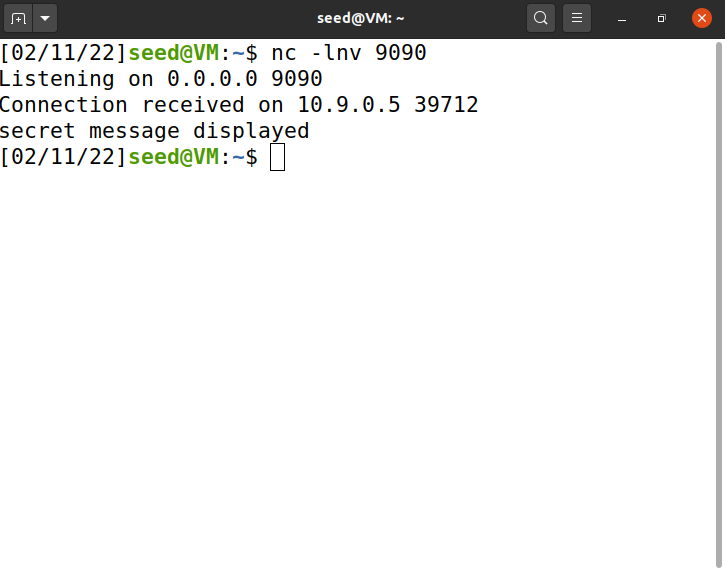 seed@VM: ~
[02/11/22]seed@VM:~$ nc -lnv 9090
Listening on 0.0.0.0 9090
Connection received on 10.9.0.5 39712
secret message displayed
[02/11/22]seed@VM:~$